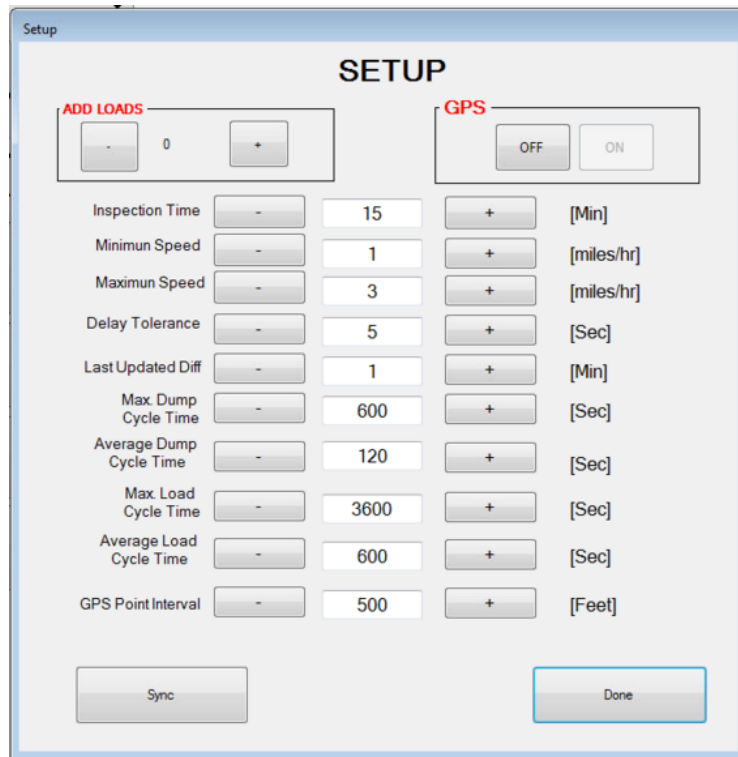 Setup
SETUP
ADD LOADS
- 0 +
GPS
OFF ON
Inspection Time - 15 + [Min]
Minimun Speed - 1 + [miles/hr]
Maximun Speed - 3 + [miles/hr]
Delay Tolerance - 5 + [Sec]
Last Updated Diff - 1 + [Min]
Max. Dump
Cycle Time - 600 + [Sec]
Average Dump
Cycle Time - 120 + [Sec]
Max. Load
Cycle Time - 3600 + [Sec]
Average Load
Cycle Time - 600 + [Sec]
GPS Point Interval - 500 + [Feet]
Sync Done